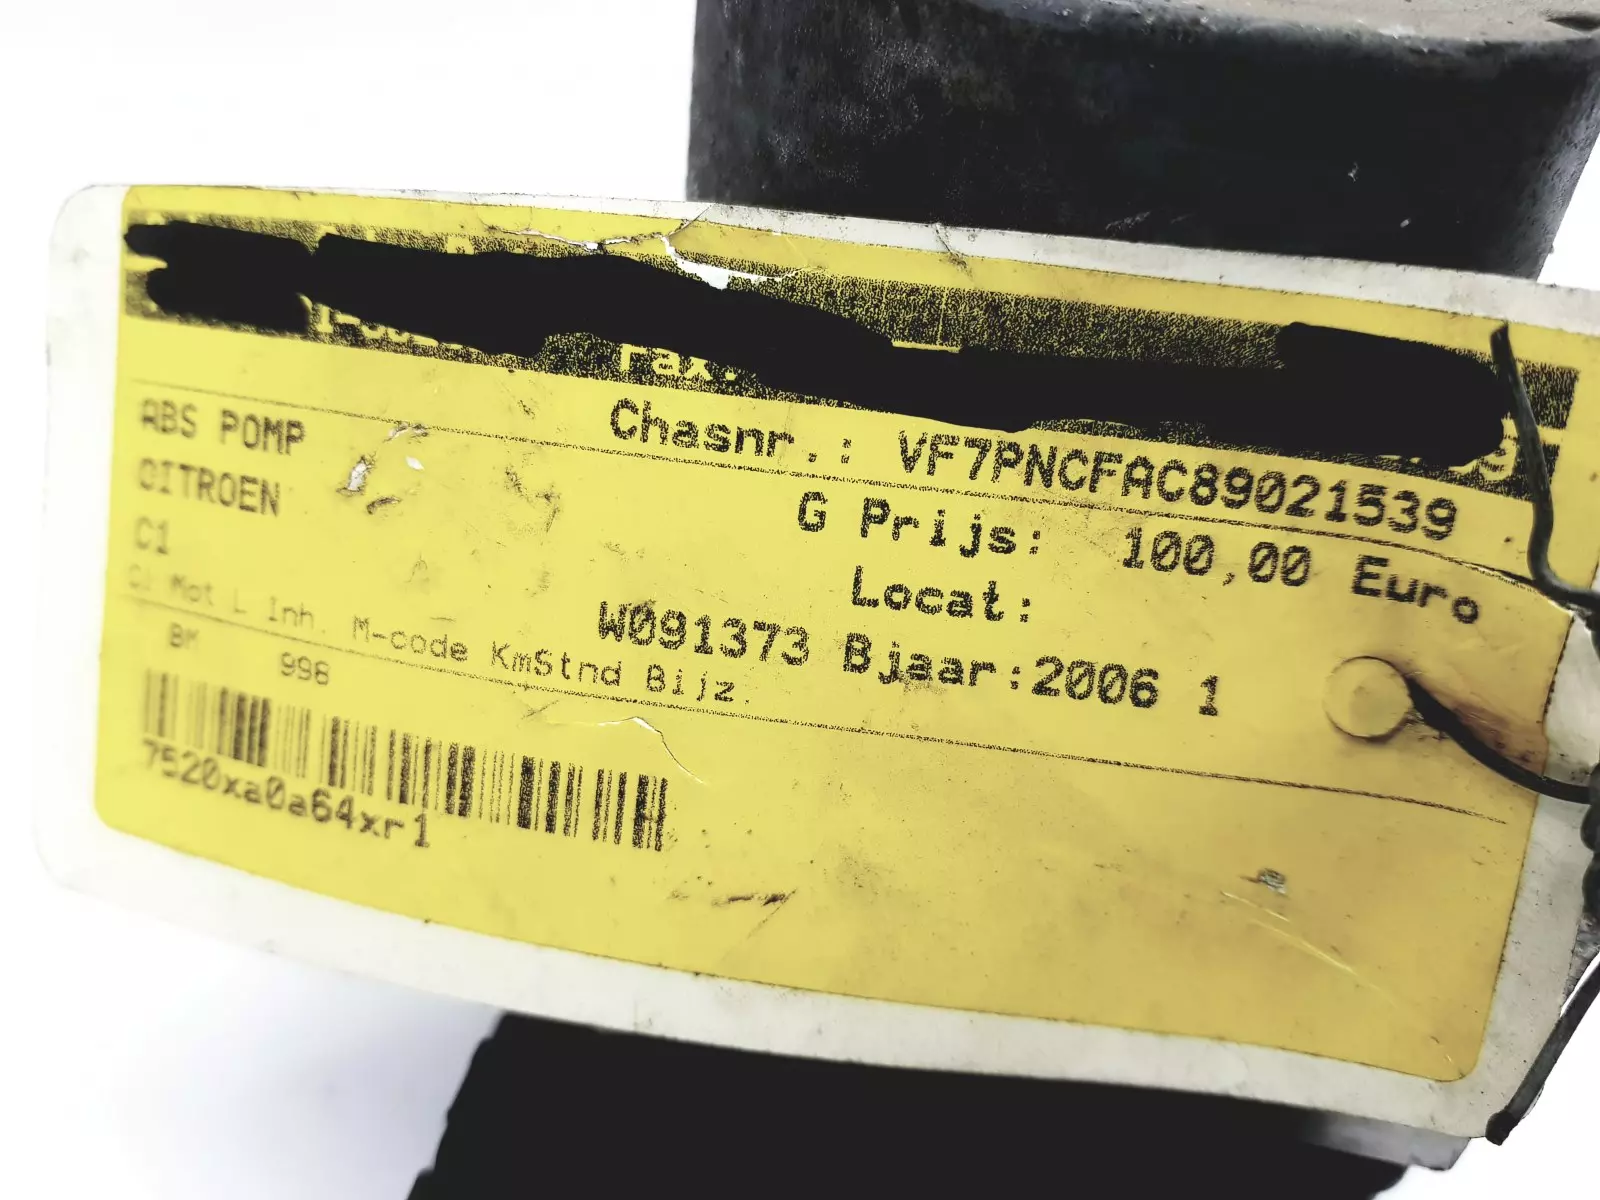 Fax:
Chasnr.: VF7PNCFAC89021539
ABS POMP
G Prijs: 100,00 Euro
CITROEN
Locat:
C1
W091373 Bjaar:2006 1
Mot L Inh. M-code KmStnd Bijz.
BM 998
7520xa0a64xr1